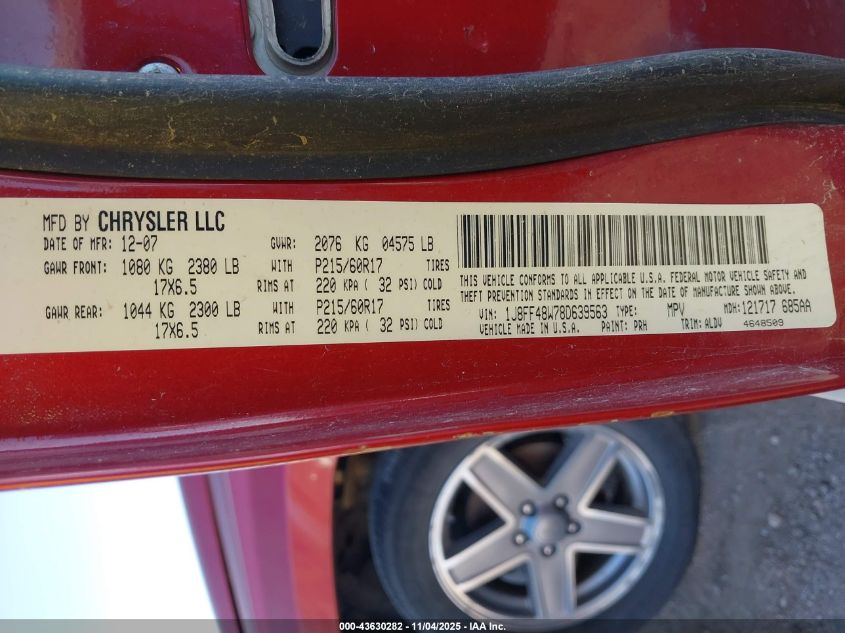 MFD BY CHRYSLER LLC
DATE OF MFR: 12-07 GVWR: 2076 KG 04575 LB
GAWR FRONT: 1080 KG 2380 LB WITH P215/60R17 TIRES
17X6.5 RIMS AT 220 KPA ( 32 PSI) COLD
GAWR REAR: 1044 KG 2300 LB WITH P215/60R17 TIRES
17X6.5 RIMS AT 220 KPA ( 32 PSI) COLD
THIS VEHICLE CONFORMS TO ALL APPLICABLE U.S.A. FEDERAL MOTOR VEHICLE SAFETY AND
THEFT PREVENTION STANDARDS IN EFFECT ON THE DATE OF MANUFACTURE SHOWN ABOVE.
VIN: 1J8FF48W78D639563 TYPE: MPV MDH: 121717 685AA
VEHICLE MADE IN U.S.A. PAINT: PRH TRIM: ALDV 4648509
000-43630282 - 11/04/2025 - IAA Inc.